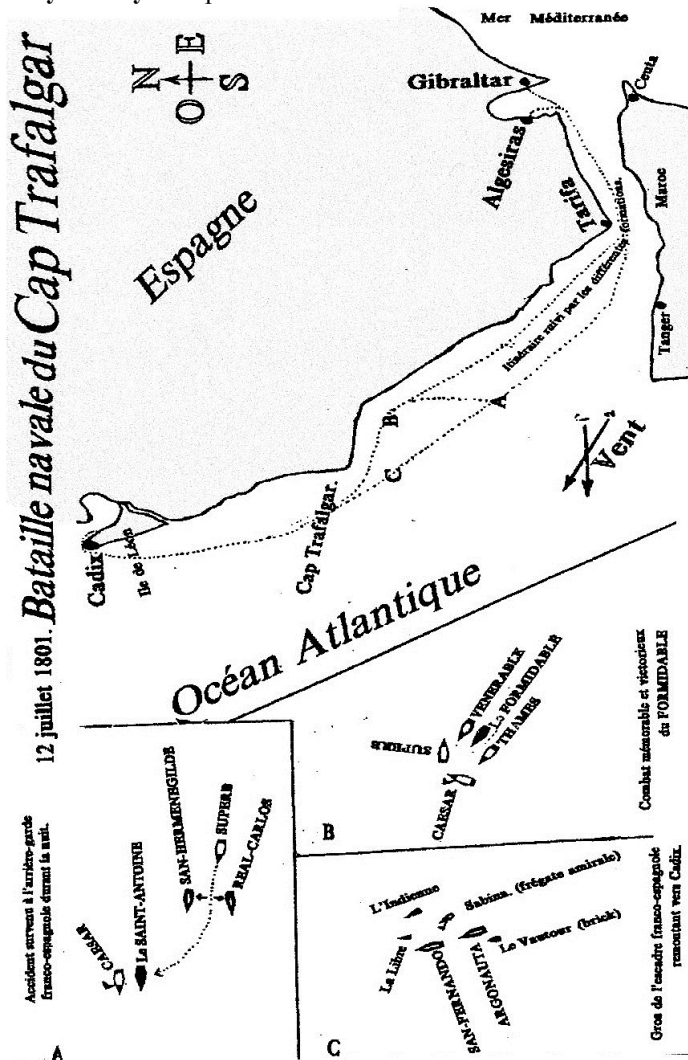 12 juillet 1801. Bataille navale du Cap Trafalgar
N
E
O
S
Mer Méditerranée
Gibraltar
Ceuta
Algesiras
Tarifa
Maroc
Tanger
Espagne
Itinéraire suivi par les différentes formations.
A
B
C
Vent
Cap Trafalgar.
Cadix
Ile de Léon
Océan Atlantique
Accident survenu à l'arrière-garde
franco-espagnole durant la nuit.
CAESAR
Le SAINT-ANTOINE
SAN-HERMENEGILDE
SUPERB
REAL-CARLOS
A
SUPERB
VENERABLE
Le FORMIDABLE
THAMES
CAESAR
B
Combat mémorable et victorieux
du FORMIDABLE
L'Indienne
Sabina. (frégate amirale)
La Libre
Le Vautour (brick)
SAN-FERNANDO
ARGONAUTA
C
Gros de l'escadre franco-espagnole
remontant vers Cadix.